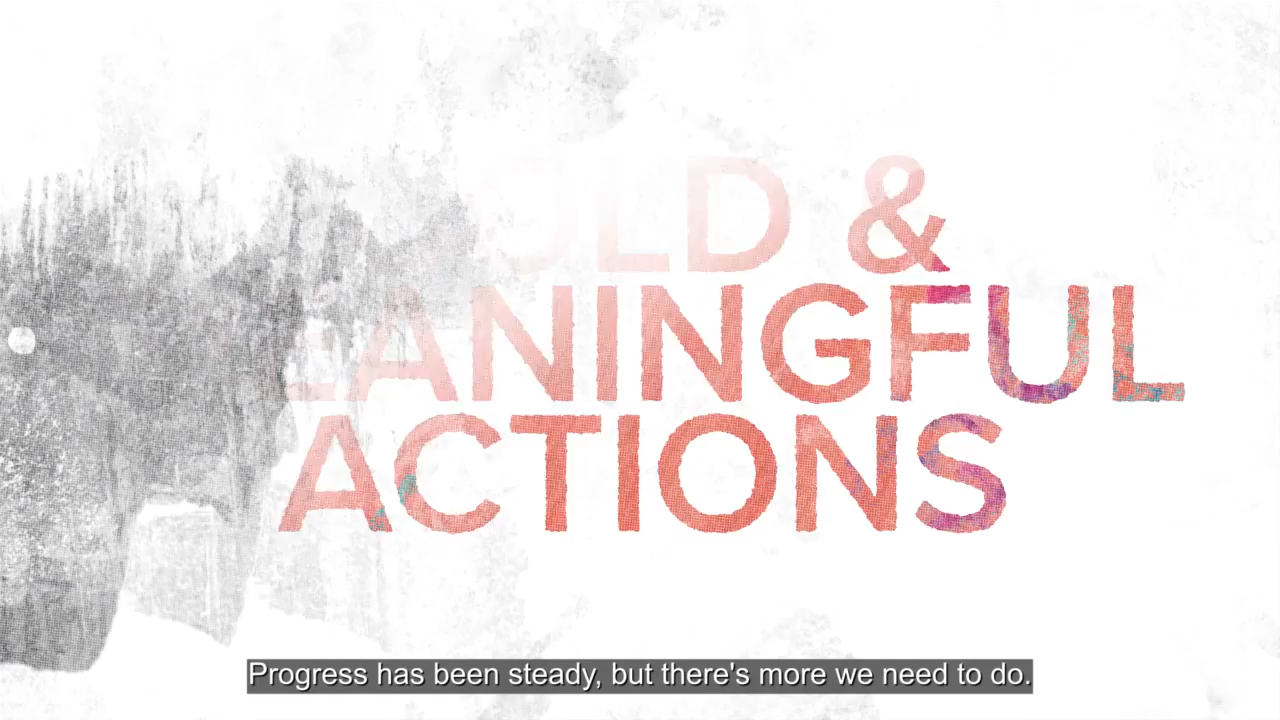 OLD &
EANINGFUL
ACTIONS
Progress has been steady, but there's more we need to do.